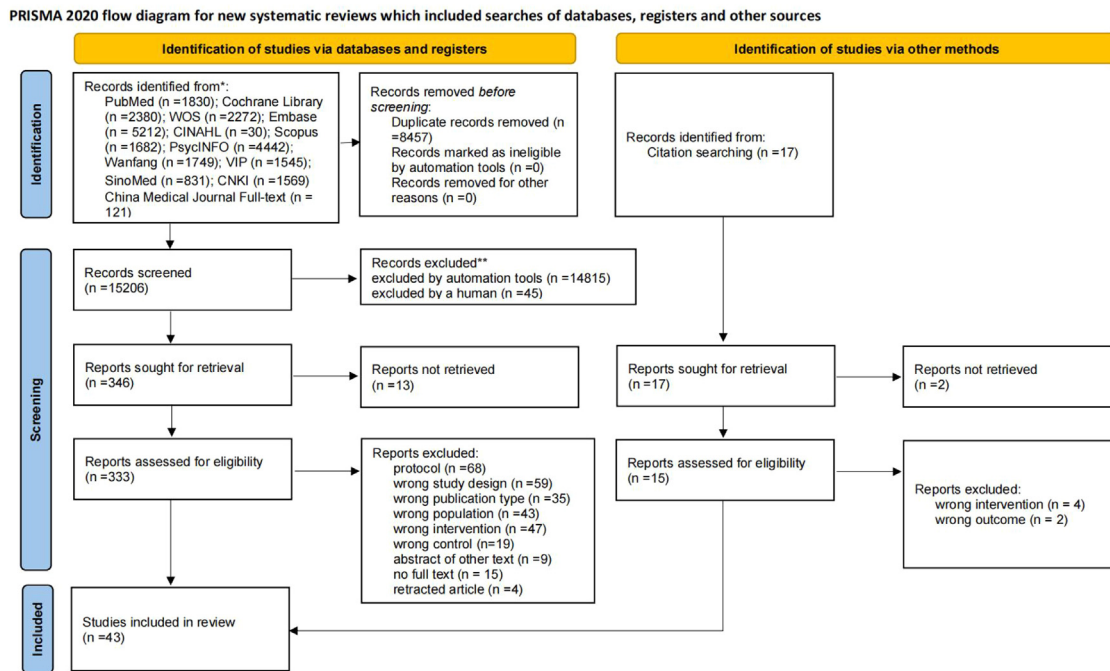 PRISMA 2020 flow diagram for new systematic reviews which included searches of databases, registers and other sources
Identification of studies via databases and registers
Identification of studies via other methods
Identification
Records identified from*:
PubMed (n =1830); Cochrane Library
(n =2380); WOS (n =2272); Embase
(n = 5212); CINAHL (n =30); Scopus
(n =1682); PsycINFO (n =4442);
Wanfang (n =1749); VIP (n =1545);
SinoMed (n =831); CNKI (n =1569)
China Medical Journal Full-text (n =
121)
Records removed before
screening:
Duplicate records removed (n
=8457)
Records marked as ineligible
by automation tools (n =0)
Records removed for other
reasons (n =0)
Records identified from:
Citation searching (n =17)
Screening
Records screened
(n =15206)
Records excluded**
excluded by automation tools (n =14815)
excluded by a human (n =45)
Reports sought for retrieval
(n =346)
Reports not retrieved
(n =13)
Reports sought for retrieval
(n =17)
Reports not retrieved
(n =2)
Reports assessed for eligibility
(n =333)
Reports excluded:
protocol (n =68)
wrong study design (n =59)
wrong publication type (n =35)
wrong population (n =43)
wrong intervention (n =47)
wrong control (n=19)
abstract of other text (n =9)
no full text (n = 15)
retracted article (n =4)
Reports assessed for eligibility
(n =15)
Reports excluded:
wrong intervention (n = 4)
wrong outcome (n = 2)
Included
Studies included in review
(n =43)